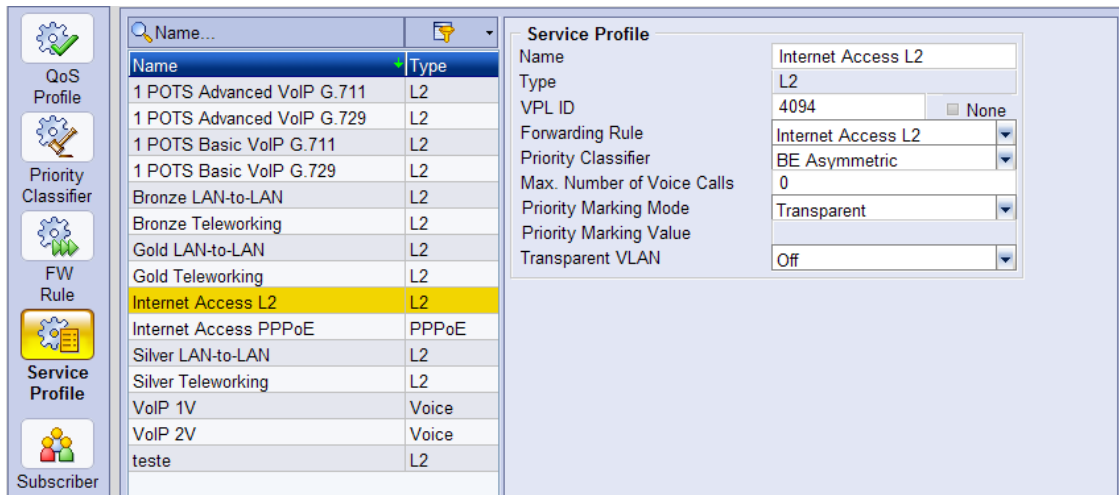 QoS
Profile
Priority
Classifier
FW
Rule
Service
Profile
Subscriber
Name...
Name Type
1 POTS Advanced VoIP G.711 L2
1 POTS Advanced VoIP G.729 L2
1 POTS Basic VoIP G.711 L2
1 POTS Basic VoIP G.729 L2
Bronze LAN-to-LAN L2
Bronze Teleworking L2
Gold LAN-to-LAN L2
Gold Teleworking L2
Internet Access L2 L2
Internet Access PPPoE PPPoE
Silver LAN-to-LAN L2
Silver Teleworking L2
VoIP 1V Voice
VoIP 2V Voice
teste L2
Service Profile
Name Internet Access L2
Type L2
VPL ID 4094 None
Forwarding Rule Internet Access L2
Priority Classifier BE Asymmetric
Max. Number of Voice Calls 0
Priority Marking Mode Transparent
Priority Marking Value
Transparent VLAN Off